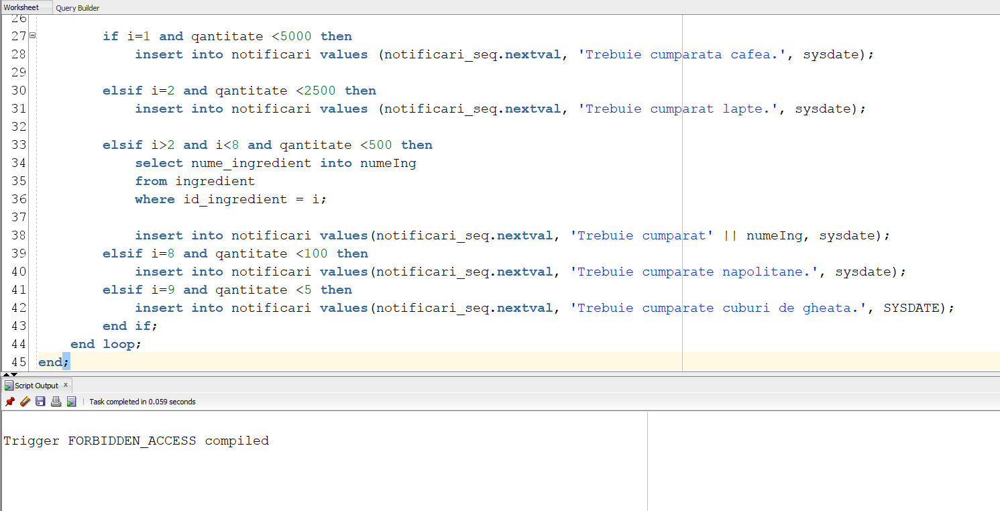 Worksheet Query Builder
26
27 if i=1 and qantitate <5000 then
28 insert into notificari values (notificari_seq.nextval, 'Trebuie cumparata cafea.', sysdate);
29
30 elsif i=2 and qantitate <2500 then
31 insert into notificari values (notificari_seq.nextval, 'Trebuie cumparat lapte.', sysdate);
32
33 elsif i>2 and i<8 and qantitate <500 then
34 select nume_ingredient into numeIng
35 from ingredient
36 where id_ingredient = i;
37
38 insert into notificari values(notificari_seq.nextval, 'Trebuie cumparat' || numeIng, sysdate);
39 elsif i=8 and qantitate <100 then
40 insert into notificari values(notificari_seq.nextval, 'Trebuie cumparate napolitane.', sysdate);
41 elsif i=9 and qantitate <5 then
42 insert into notificari values(notificari_seq.nextval, 'Trebuie cumparate cuburi de gheata.', SYSDATE);
43 end if;
44 end loop;
45 end;
Script Output x
Task completed in 0.059 seconds
Trigger FORBIDDEN_ACCESS compiled